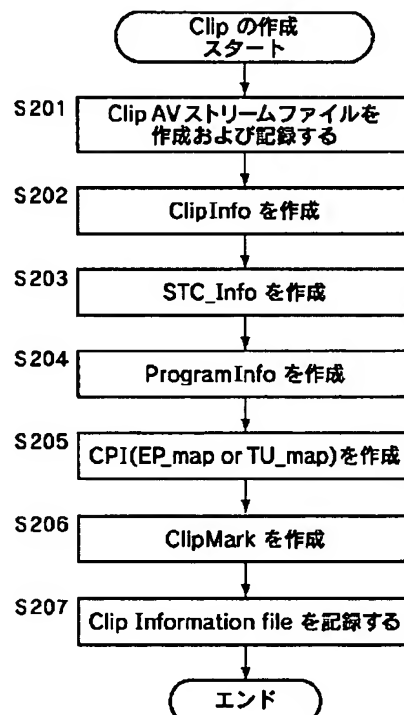 Clip の作成
スタート
S201
Clip AVストリームファイルを
作成および記録する
S202
ClipInfo を作成
S203
STC_Info を作成
S204
ProgramInfo を作成
S205
CPI(EP_map or TU_map)を作成
S206
ClipMark を作成
S207
Clip Information file を記録する
エンド